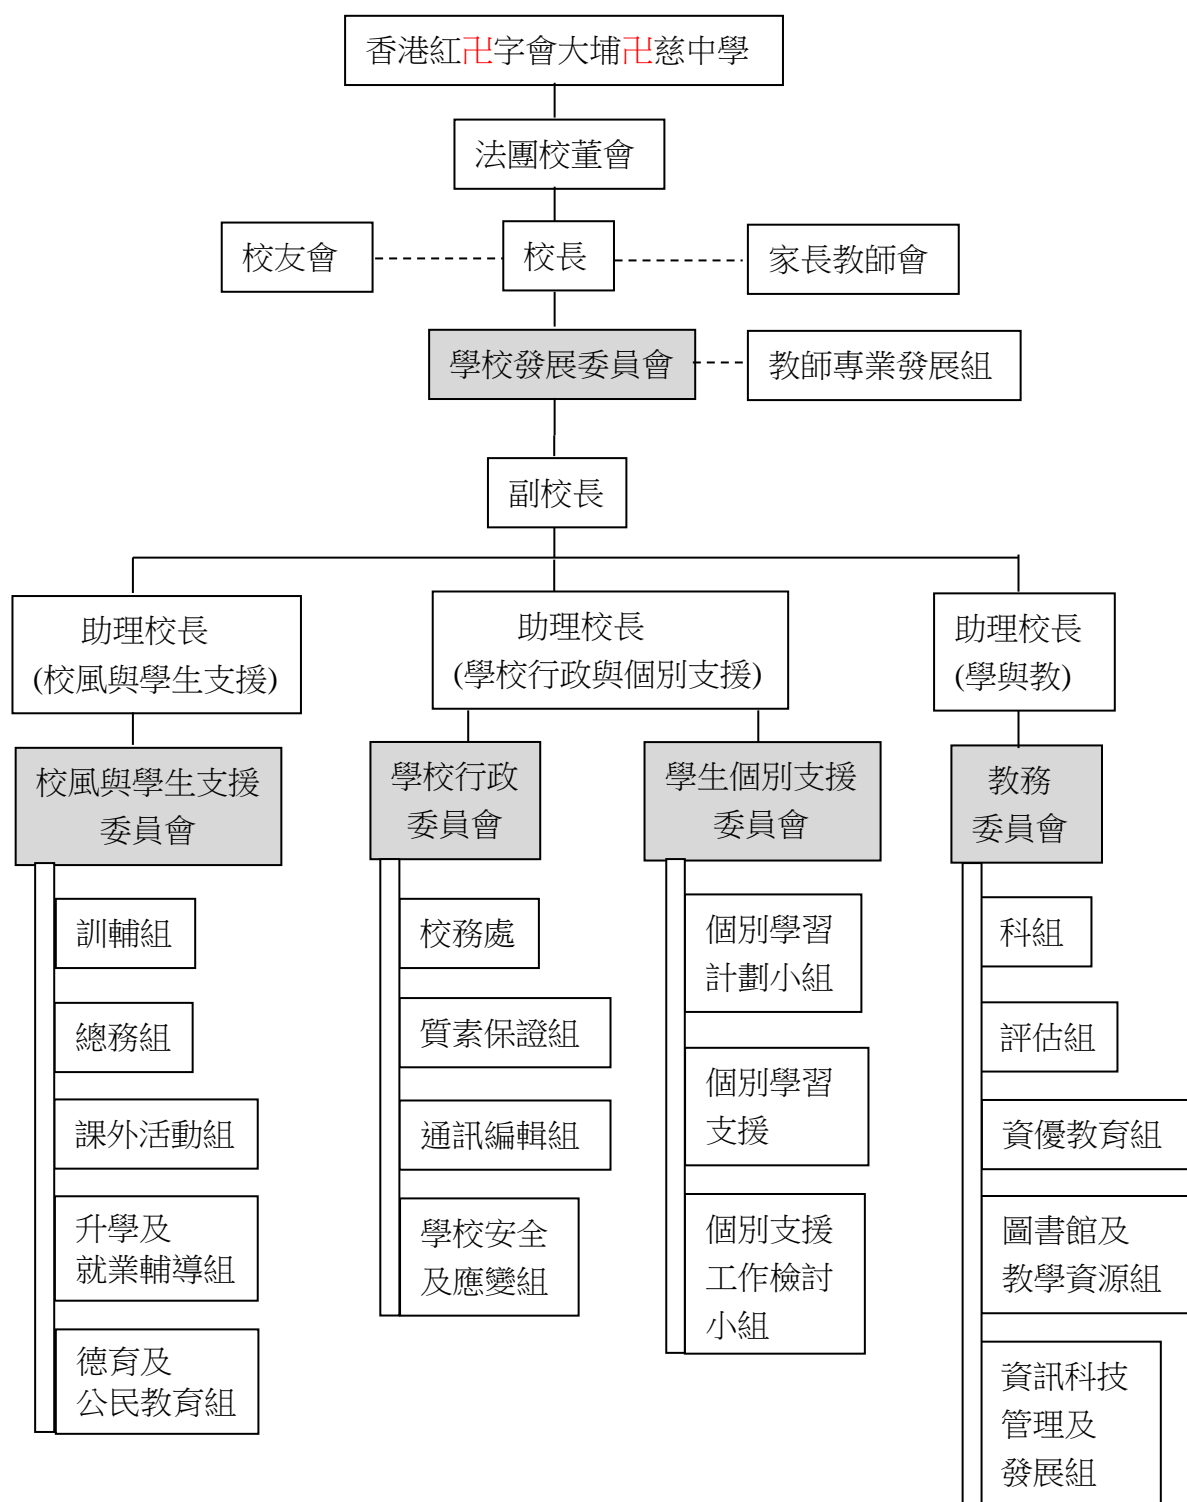 香港紅卍字會大埔卍慈中學
法團校董會
校友會
校長
家長教師會
學校發展委員會
教師專業發展組
副校長
助理校長
(校風與學生支援)
助理校長
(學校行政與個別支援)
助理校長
(學與教)
校風與學生支援
委員會
學校行政
委員會
學生個別支援
委員會
教務
委員會
訓輔組
總務組
課外活動組
升學及
就業輔導組
德育及
公民教育組
校務處
質素保證組
通訊編輯組
學校安全
及應變組
個別學習
計劃小組
個別學習
支援
個別支援
工作檢討
小組
科組
評估組
資優教育組
圖書館及
教學資源組
資訊科技
管理及
發展組